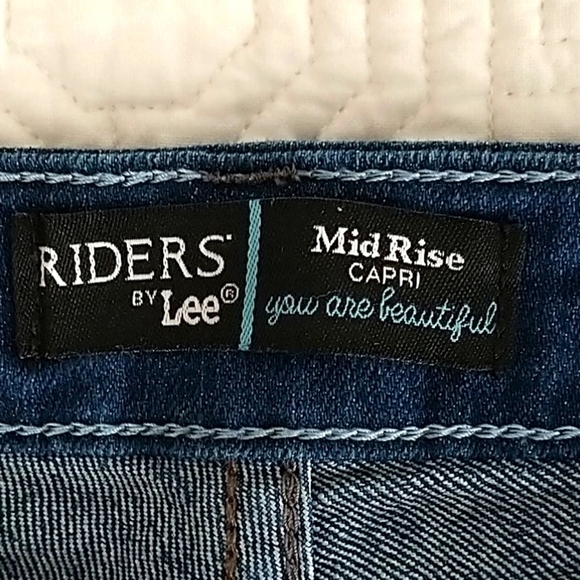 RIDERS
BY Lee®
Mid Rise
CAPRI
you are beautiful